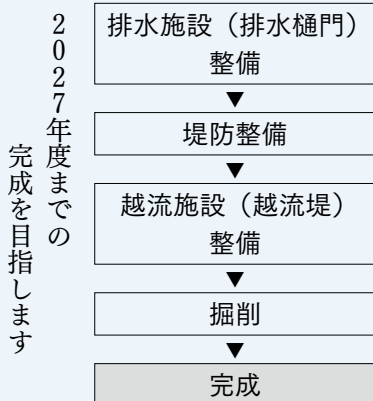 2027年度までの
完成を目指します
排水施設（排水樋門）
整備
▼
堤防整備
▼
越流施設（越流堤）
整備
▼
掘削
▼
完成